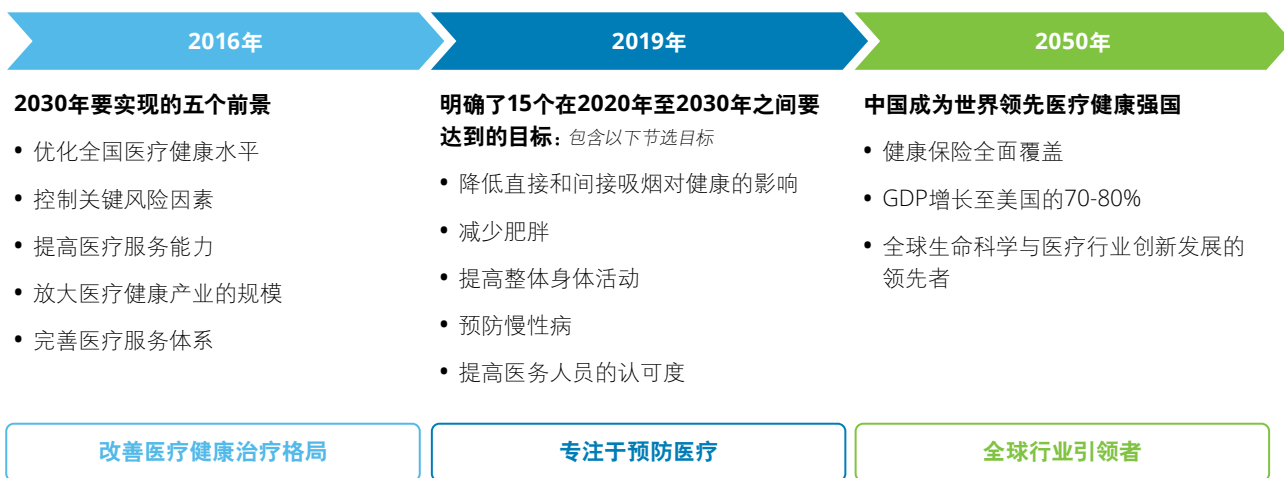 2016年
2019年
2050年
2030年要实现的五个前景
• 优化全国医疗健康水平
• 控制关键风险因素
• 提高医疗服务能力
• 放大医疗健康产业的规模
• 完善医疗服务体系
明确了15个在2020年至2030年之间要
达到的目标：包含以下节选目标
• 降低直接和间接吸烟对健康的影响
• 减少肥胖
• 提高整体身体活动
• 预防慢性病
• 提高医务人员的认可度
中国成为世界领先医疗健康强国
• 健康保险全面覆盖
• GDP增长至美国的70-80%
• 全球生命科学与医疗行业创新发展的
领先者
改善医疗健康治疗格局
专注于预防医疗
全球行业引领者